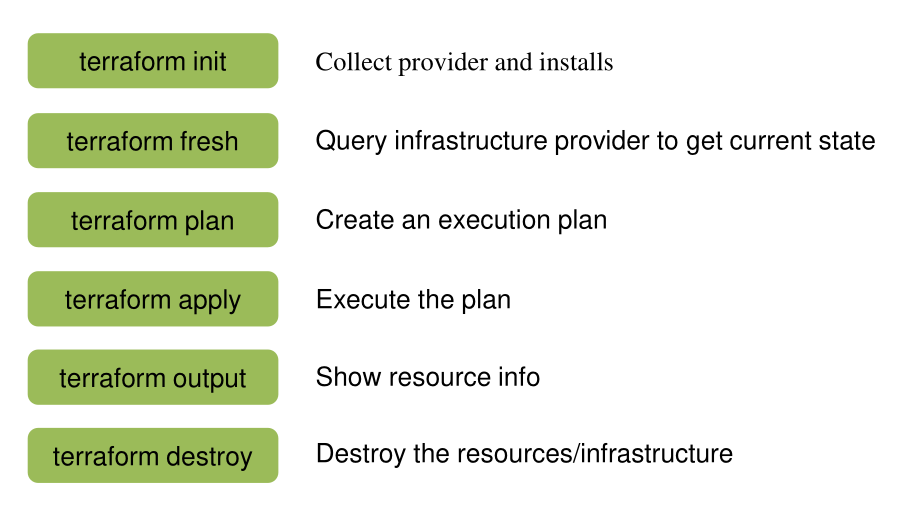 terraform init Collect provider and installs
terraform fresh Query infrastructure provider to get current state
terraform plan Create an execution plan
terraform apply Execute the plan
terraform output Show resource info
terraform destroy Destroy the resources/infrastructure